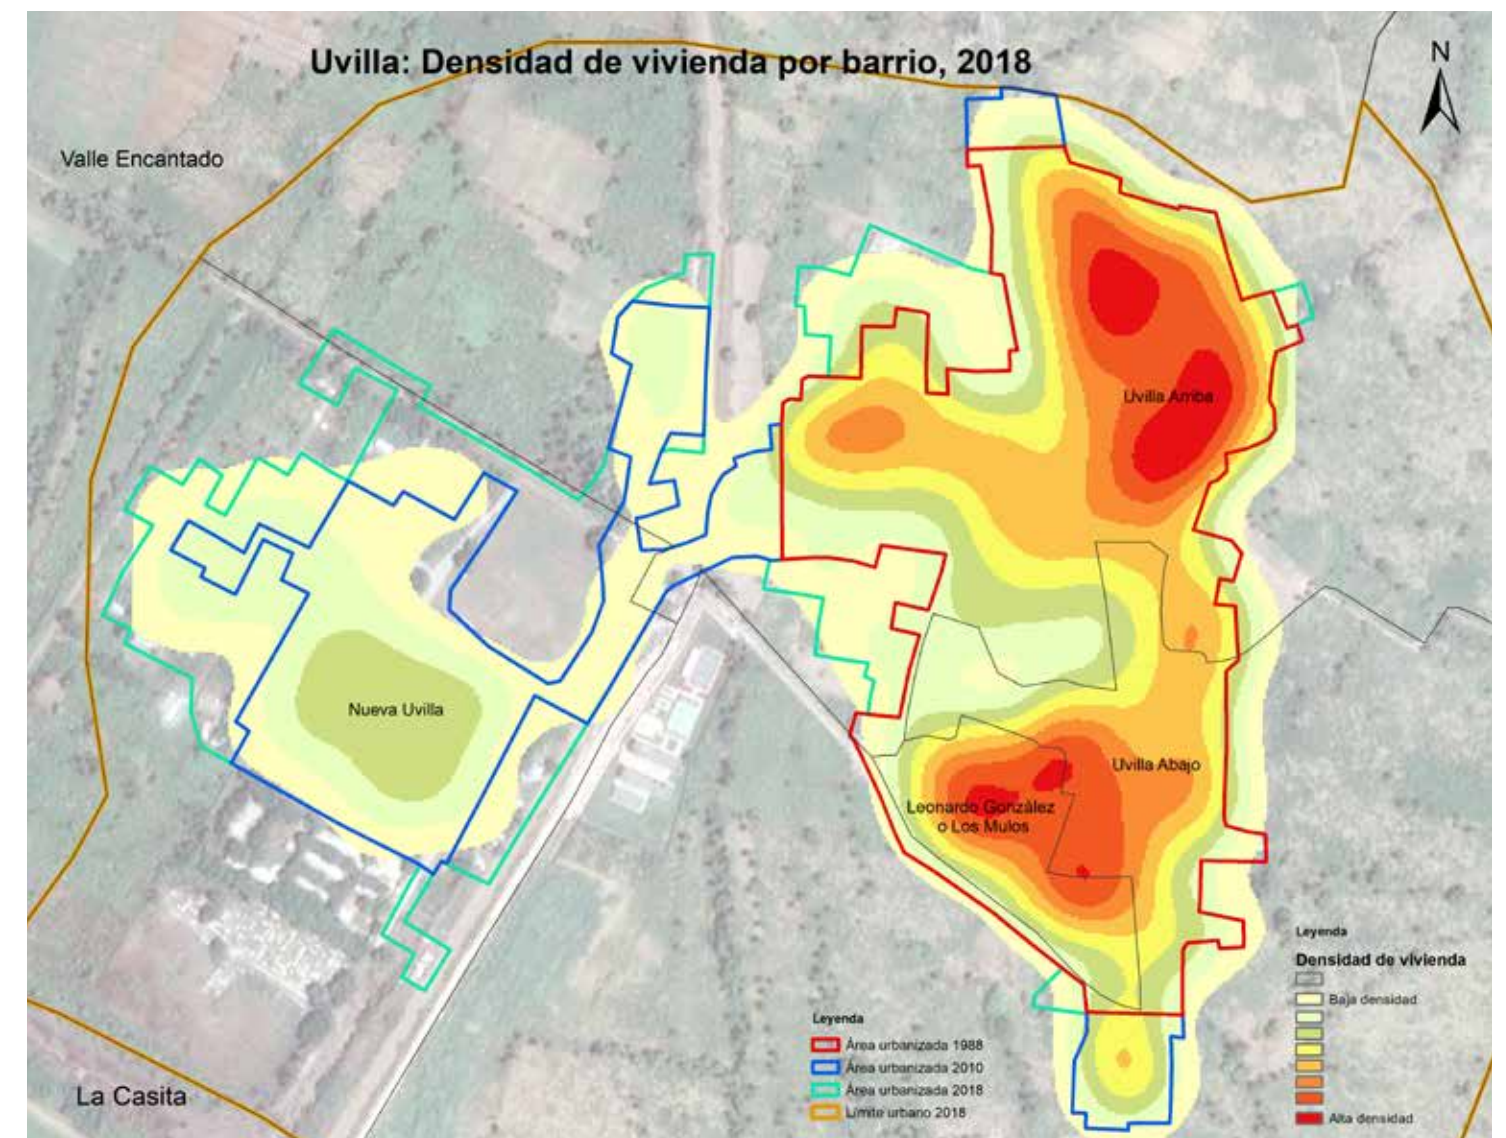 Uvilla: Densidad de vivienda por barrio, 2018
N
Valle Encantado
Uvilla Arriba
Nueva Uvilla
Uvilla Abajo
Leonardo Gonzàlez
o Los Mulos
La Casita
Leyenda
Área urbanizada 1988
Área urbanizada 2010
Área urbanizada 2018
Límite urbano 2018
Leyenda
Densidad de vivienda
Baja densidad
Alta densidad